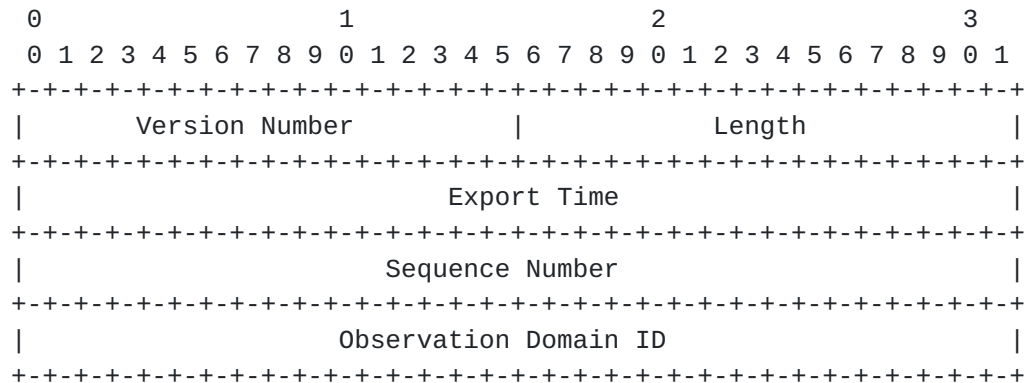 0                   1                   2                   3
 0 1 2 3 4 5 6 7 8 9 0 1 2 3 4 5 6 7 8 9 0 1 2 3 4 5 6 7 8 9 0 1
+-+-+-+-+-+-+-+-+-+-+-+-+-+-+-+-+-+-+-+-+-+-+-+-+-+-+-+-+-+-+-+-+
|       Version Number          |            Length             |
+-+-+-+-+-+-+-+-+-+-+-+-+-+-+-+-+-+-+-+-+-+-+-+-+-+-+-+-+-+-+-+-+
|                           Export Time                         |
+-+-+-+-+-+-+-+-+-+-+-+-+-+-+-+-+-+-+-+-+-+-+-+-+-+-+-+-+-+-+-+-+
|                       Sequence Number                         |
+-+-+-+-+-+-+-+-+-+-+-+-+-+-+-+-+-+-+-+-+-+-+-+-+-+-+-+-+-+-+-+-+
|                    Observation Domain ID                      |
+-+-+-+-+-+-+-+-+-+-+-+-+-+-+-+-+-+-+-+-+-+-+-+-+-+-+-+-+-+-+-+-+